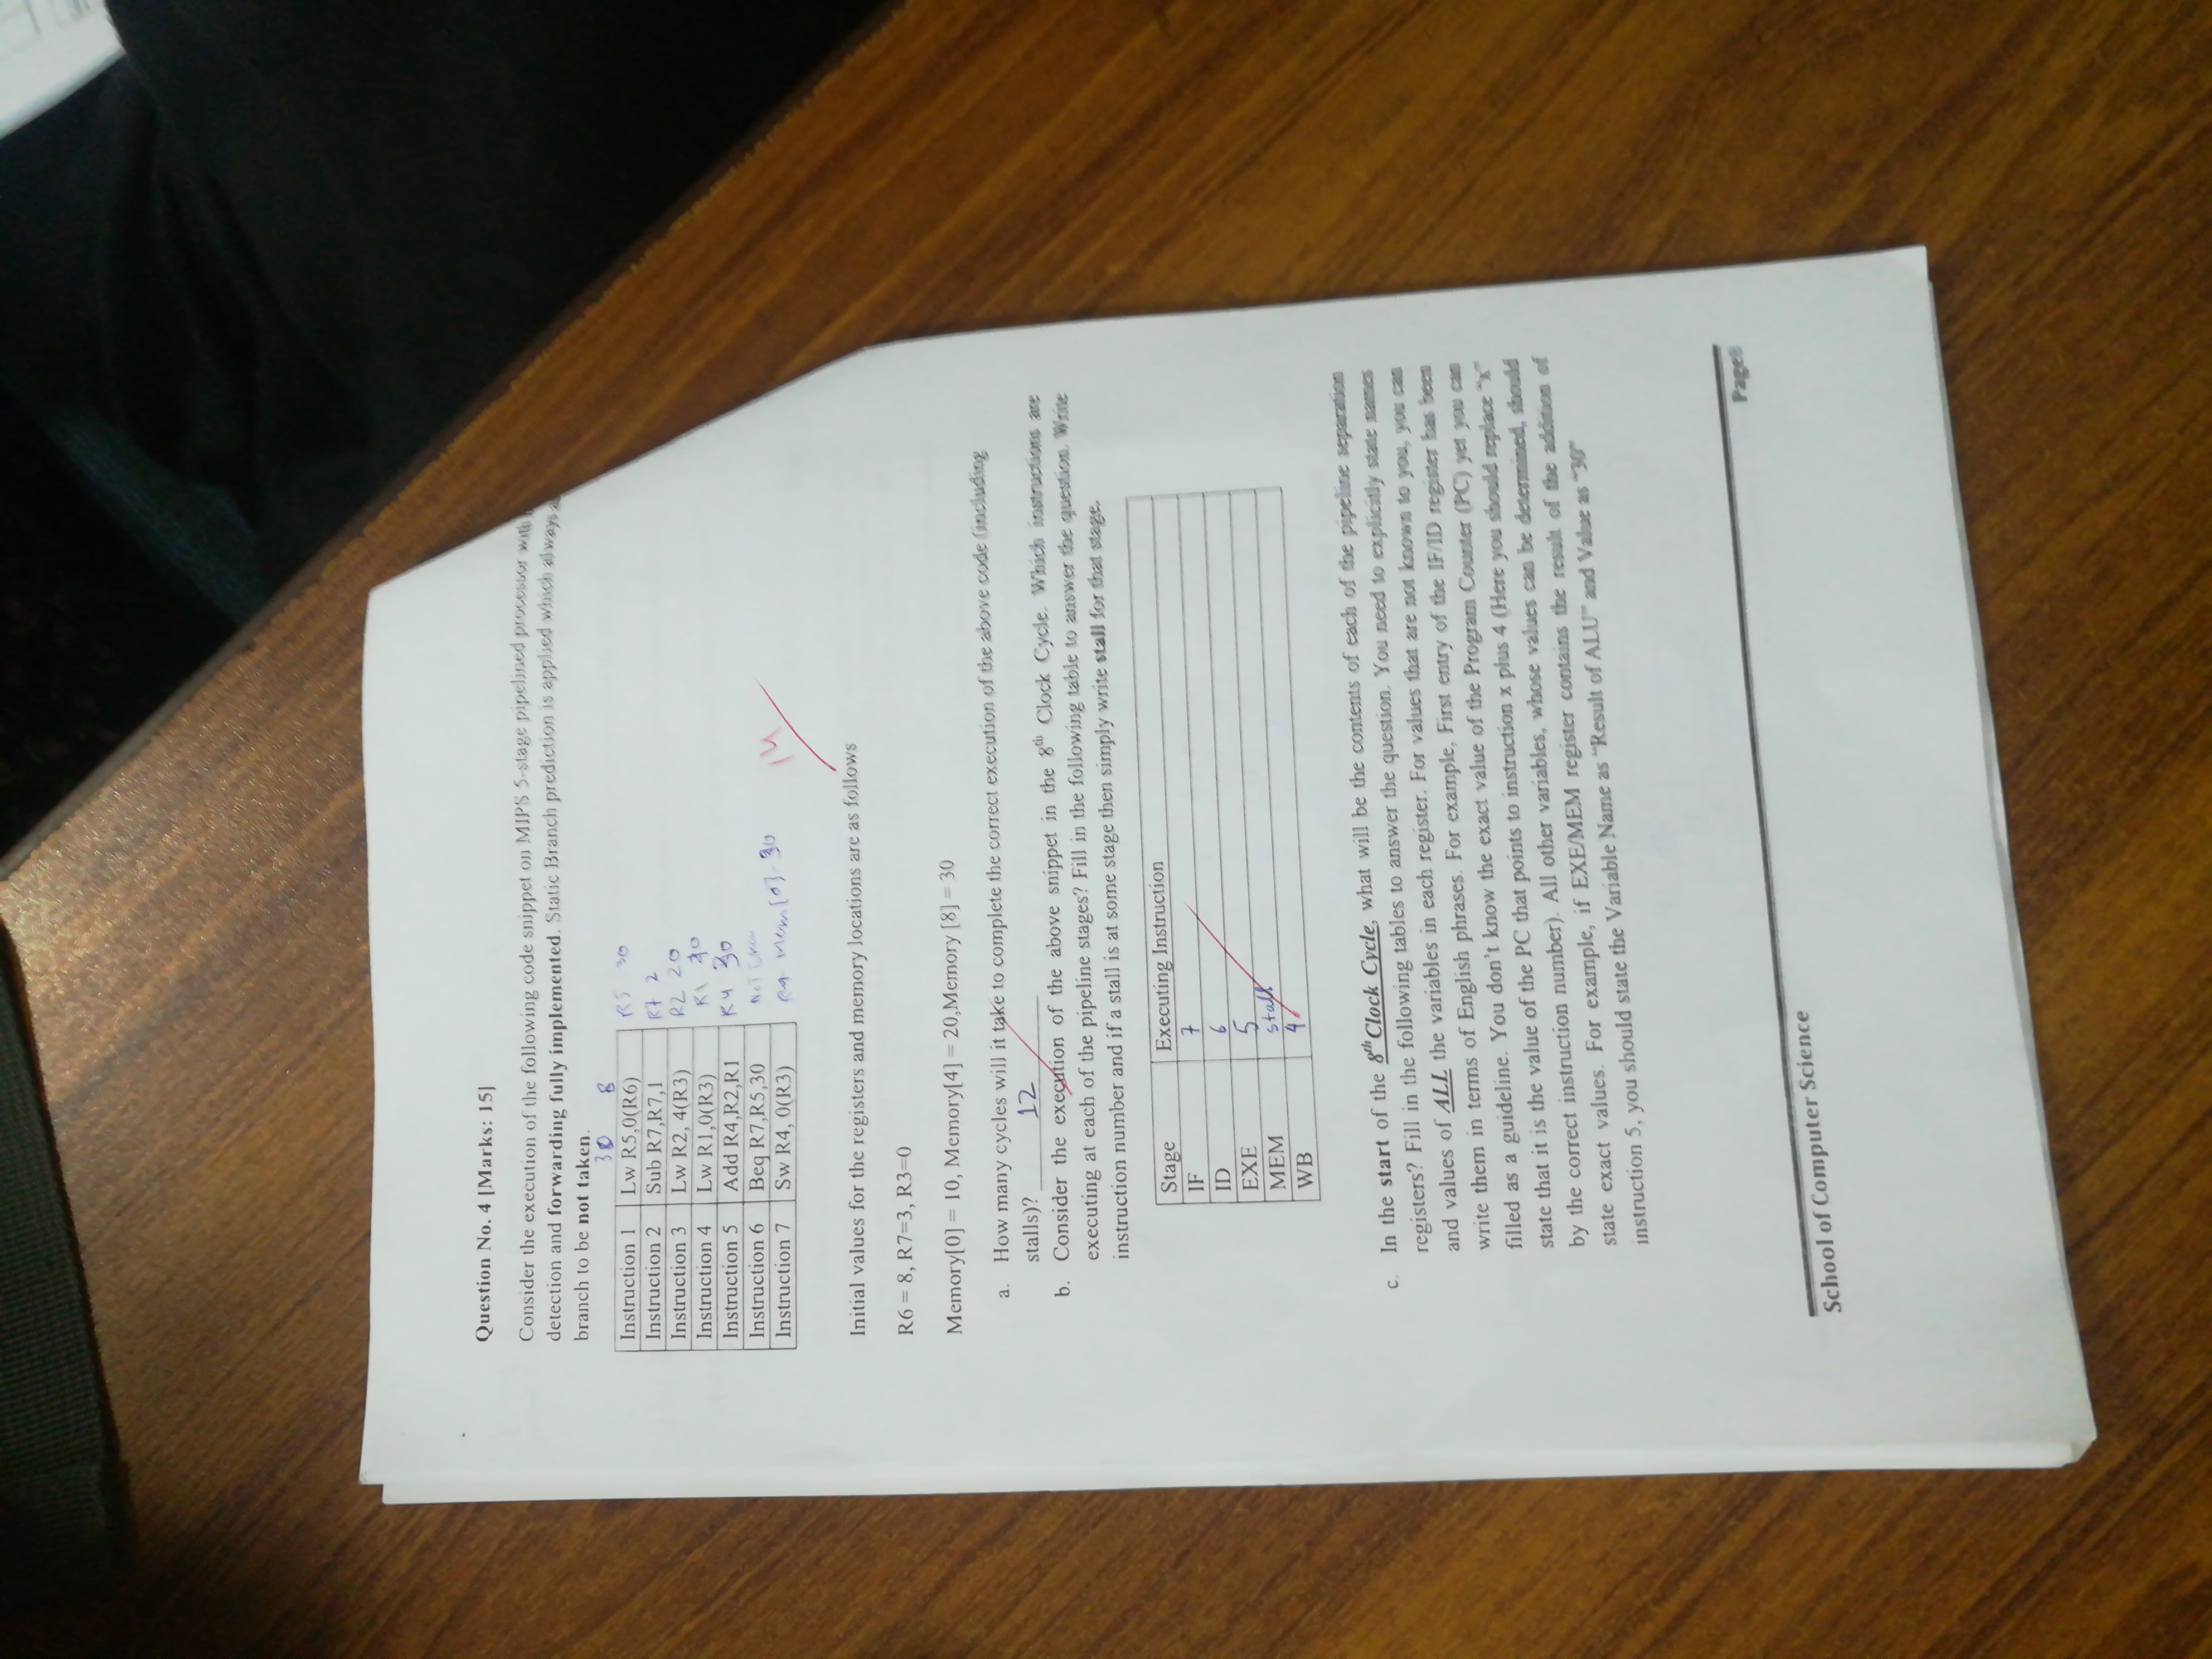 Question No. 4 [Marks: 15]
Consider the execution of the following code snippet on MIPS 5-stage pipelined processor with
detection and forwarding fully implemented. Static Branch prediction is applied which always
branch to be not taken.
30 8
Instruction 1 Lw R5,0(R6) R5 30
Instruction 2 Sub R7,R7,1 R7 2
Instruction 3 Lw R2, 4(R3) R2 20
Instruction 4 Lw R1,0(R3) R1
Instruction 5 Add R4,R2,R1 R4 30
Instruction 6 Beq R7,R5,30 Not Taken
Instruction 7 Sw R4, 0(R3) Mem[0]-30
14
Initial values for the registers and memory locations are as follows
R6 = 8, R7=3, R3=0
Memory[0] = 10, Memory[4] = 20,Memory [8] = 30
a. How many cycles will it take to complete the correct execution of the above code (including
stalls)? 12
b. Consider the execution of the above snippet in the 8th Clock Cycle. Which instructions are
executing at each of the pipeline stages? Fill in the following table to answer the question. Write
instruction number and if a stall is at some stage then simply write stall for that stage.
Stage Executing Instruction
IF 7
ID 6
EXE 5
MEM stall
WB 4
c. In the start of the 8th Clock Cycle, what will be the contents of each of the pipeline separation
registers? Fill in the following tables to answer the question. You need to explicitly state names
and values of ALL the variables in each register. For values that are not known to you, you can
write them in terms of English phrases. For example, First entry of the IF/ID register has been
filled as a guideline. You don't know the exact value of the Program Counter (PC) yet you can
state that it is the value of the PC that points to instruction x plus 4 (Here you should replace "x"
by the correct instruction number). All other variables, whose values can be determined, should
state exact values. For example, if EXE/MEM register contains the result of the addition of
instruction 5, you should state the Variable Name as "Result of ALU" and Value as "30"
Page
School of Computer Science